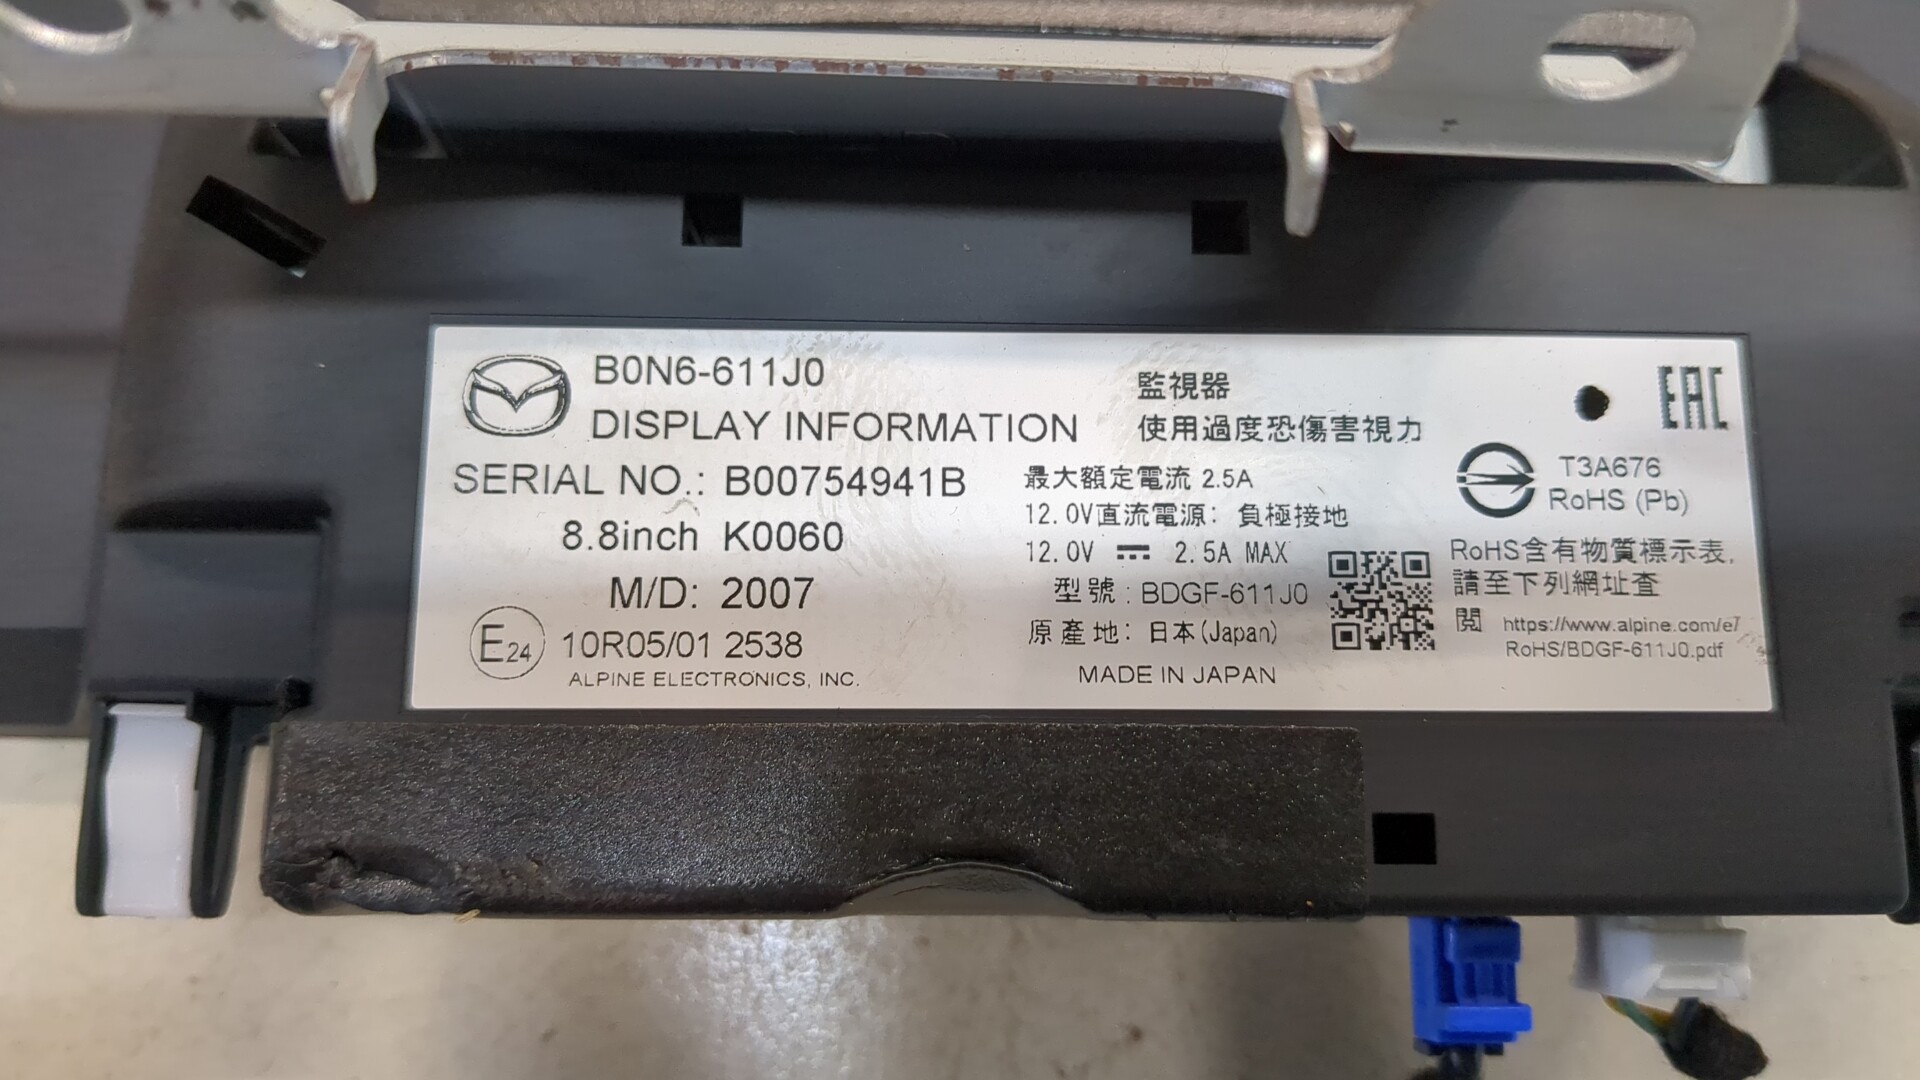 B0N6-611J0
DISPLAY INFORMATION
SERIAL NO.: B00754941B
8.8inch K0060
M/D: 2007
E24 10R05/01 2538
ALPINE ELECTRONICS, INC.
監視器
使用過度恐傷害視力
最大額定電流 2.5A
12.0V直流電源: 負極接地
12.0V ⎓ 2.5A MAX
型號: BDGF-611J0
原產地: 日本(Japan)
MADE IN JAPAN
EAC
T3A676
RoHS (Pb)
RoHS含有物質標示表,
請至下列網址查
閱 https://www.alpine.com/e/
RoHS/BDGF-611J0.pdf